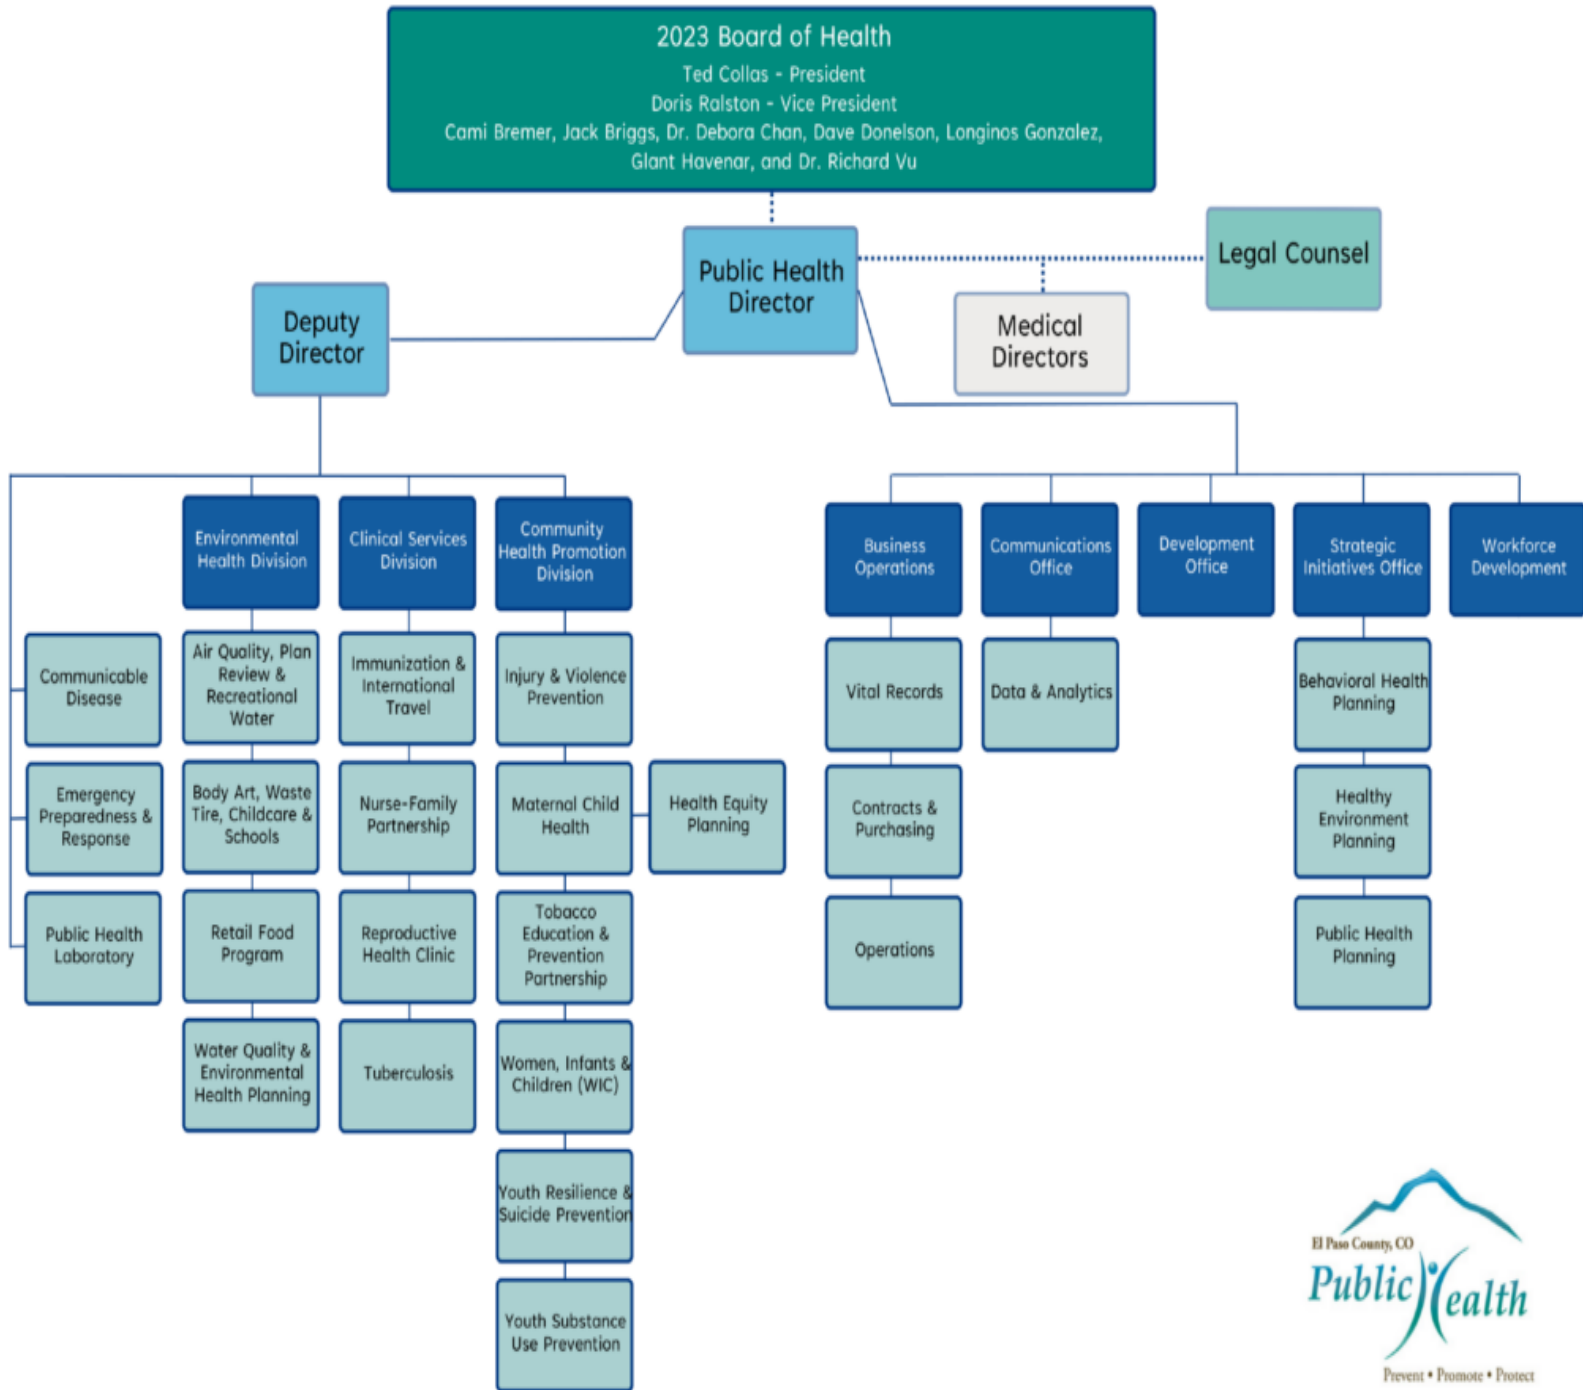 2023 Board of Health
Ted Collas - President
Doris Ralston - Vice President
Cami Bremer, Jack Briggs, Dr. Debora Chan, Dave Donelson, Longinos Gonzalez,
Glant Havenar, and Dr. Richard Vu
Public Health
Director
Legal Counsel
Medical
Directors
Deputy
Director
Environmental
Health Division
Clinical Services
Division
Community
Health Promotion
Division
Business
Operations
Communications
Office
Development
Office
Strategic
Initiatives Office
Workforce
Development
Communicable
Disease
Air Quality, Plan
Review &
Recreational
Water
Immunization &
International
Travel
Injury & Violence
Prevention
Vital Records
Data & Analytics
Behavioral Health
Planning
Emergency
Preparedness &
Response
Body Art, Waste
Tire, Childcare &
Schools
Nurse-Family
Partnership
Maternal Child
Health
Health Equity
Planning
Contracts &
Purchasing
Healthy
Environment
Planning
Public Health
Laboratory
Retail Food
Program
Reproductive
Health Clinic
Tobacco
Education &
Prevention
Partnership
Operations
Public Health
Planning
Water Quality &
Environmental
Health Planning
Tuberculosis
Women, Infants &
Children (WIC)
Youth Resilience &
Suicide Prevention
Youth Substance
Use Prevention
El Paso County, CO
Public Health
Prevent • Promote • Protect